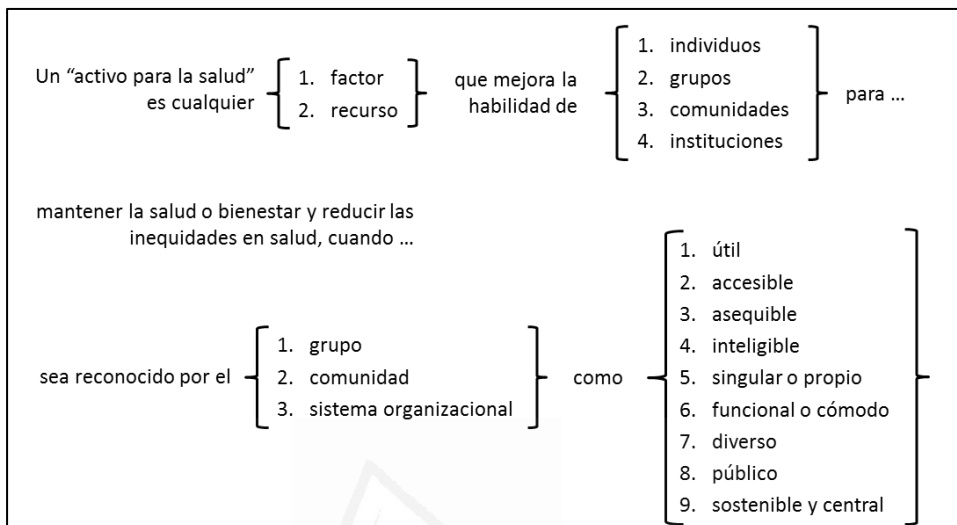 Un “activo para la salud”
es cualquier
1. factor
2. recurso
que mejora la
habilidad de
1. individuos
2. grupos
3. comunidades
4. instituciones
para ...
mantener la salud o bienestar y reducir las
inequidades en salud, cuando ...
sea reconocido por el
1. grupo
2. comunidad
3. sistema organizacional
como
1. útil
2. accesible
3. asequible
4. inteligible
5. singular o propio
6. funcional o cómodo
7. diverso
8. público
9. sostenible y central